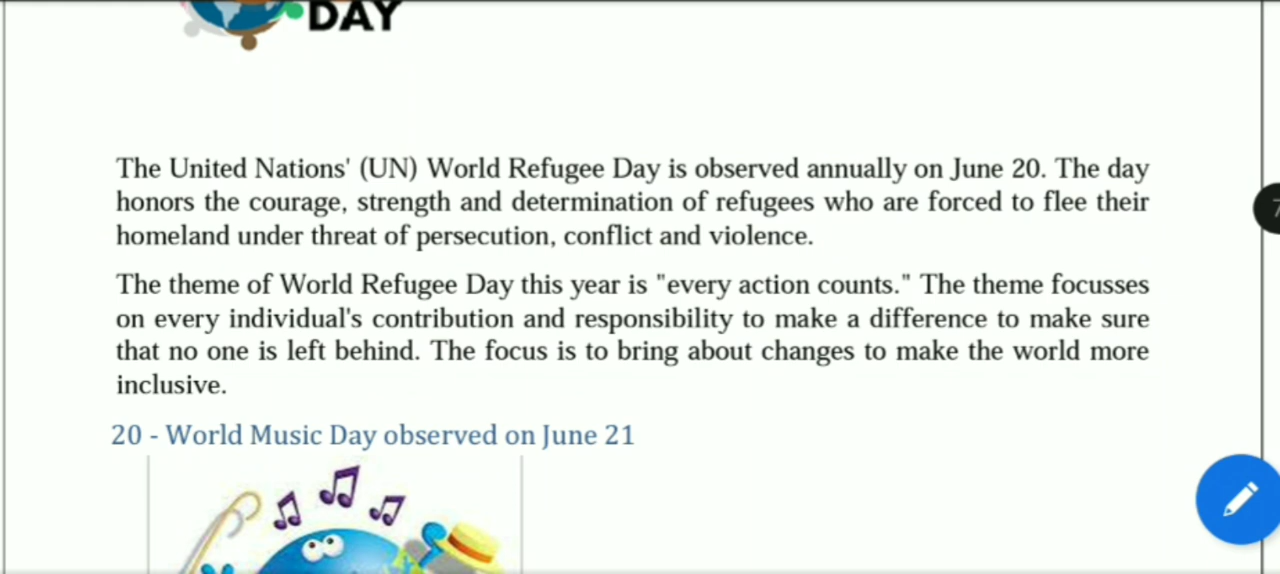 DAY
The United Nations' (UN) World Refugee Day is observed annually on June 20. The day
honors the courage, strength and determination of refugees who are forced to flee their
homeland under threat of persecution, conflict and violence.
The theme of World Refugee Day this year is "every action counts." The theme focusses
on every individual's contribution and responsibility to make a difference to make sure
that no one is left behind. The focus is to bring about changes to make the world more
inclusive.
20 - World Music Day observed on June 21